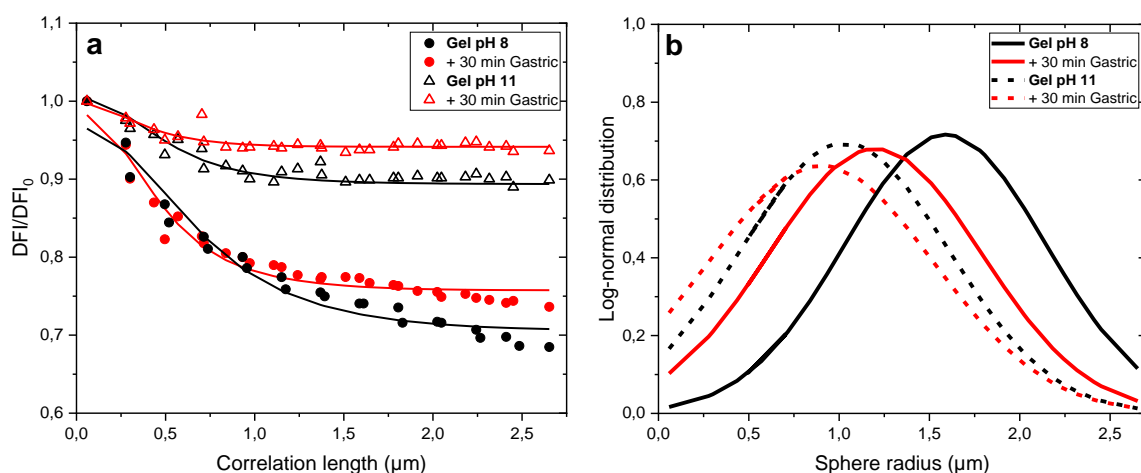 a
Gel pH 8
+ 30 min Gastric
Gel pH 11
+ 30 min Gastric
1,1
1,0
0,9
0,8
0,7
0,6
DFI/DFI₀
0,0 0,5 1,0 1,5 2,0 2,5
Correlation length (µm)
b
Gel pH 8
+ 30 min Gastric
Gel pH 11
+ 30 min Gastric
1,0
0,8
0,6
0,4
0,2
0,0
Log-normal distribution
0,0 0,5 1,0 1,5 2,0 2,5
Sphere radius (µm)